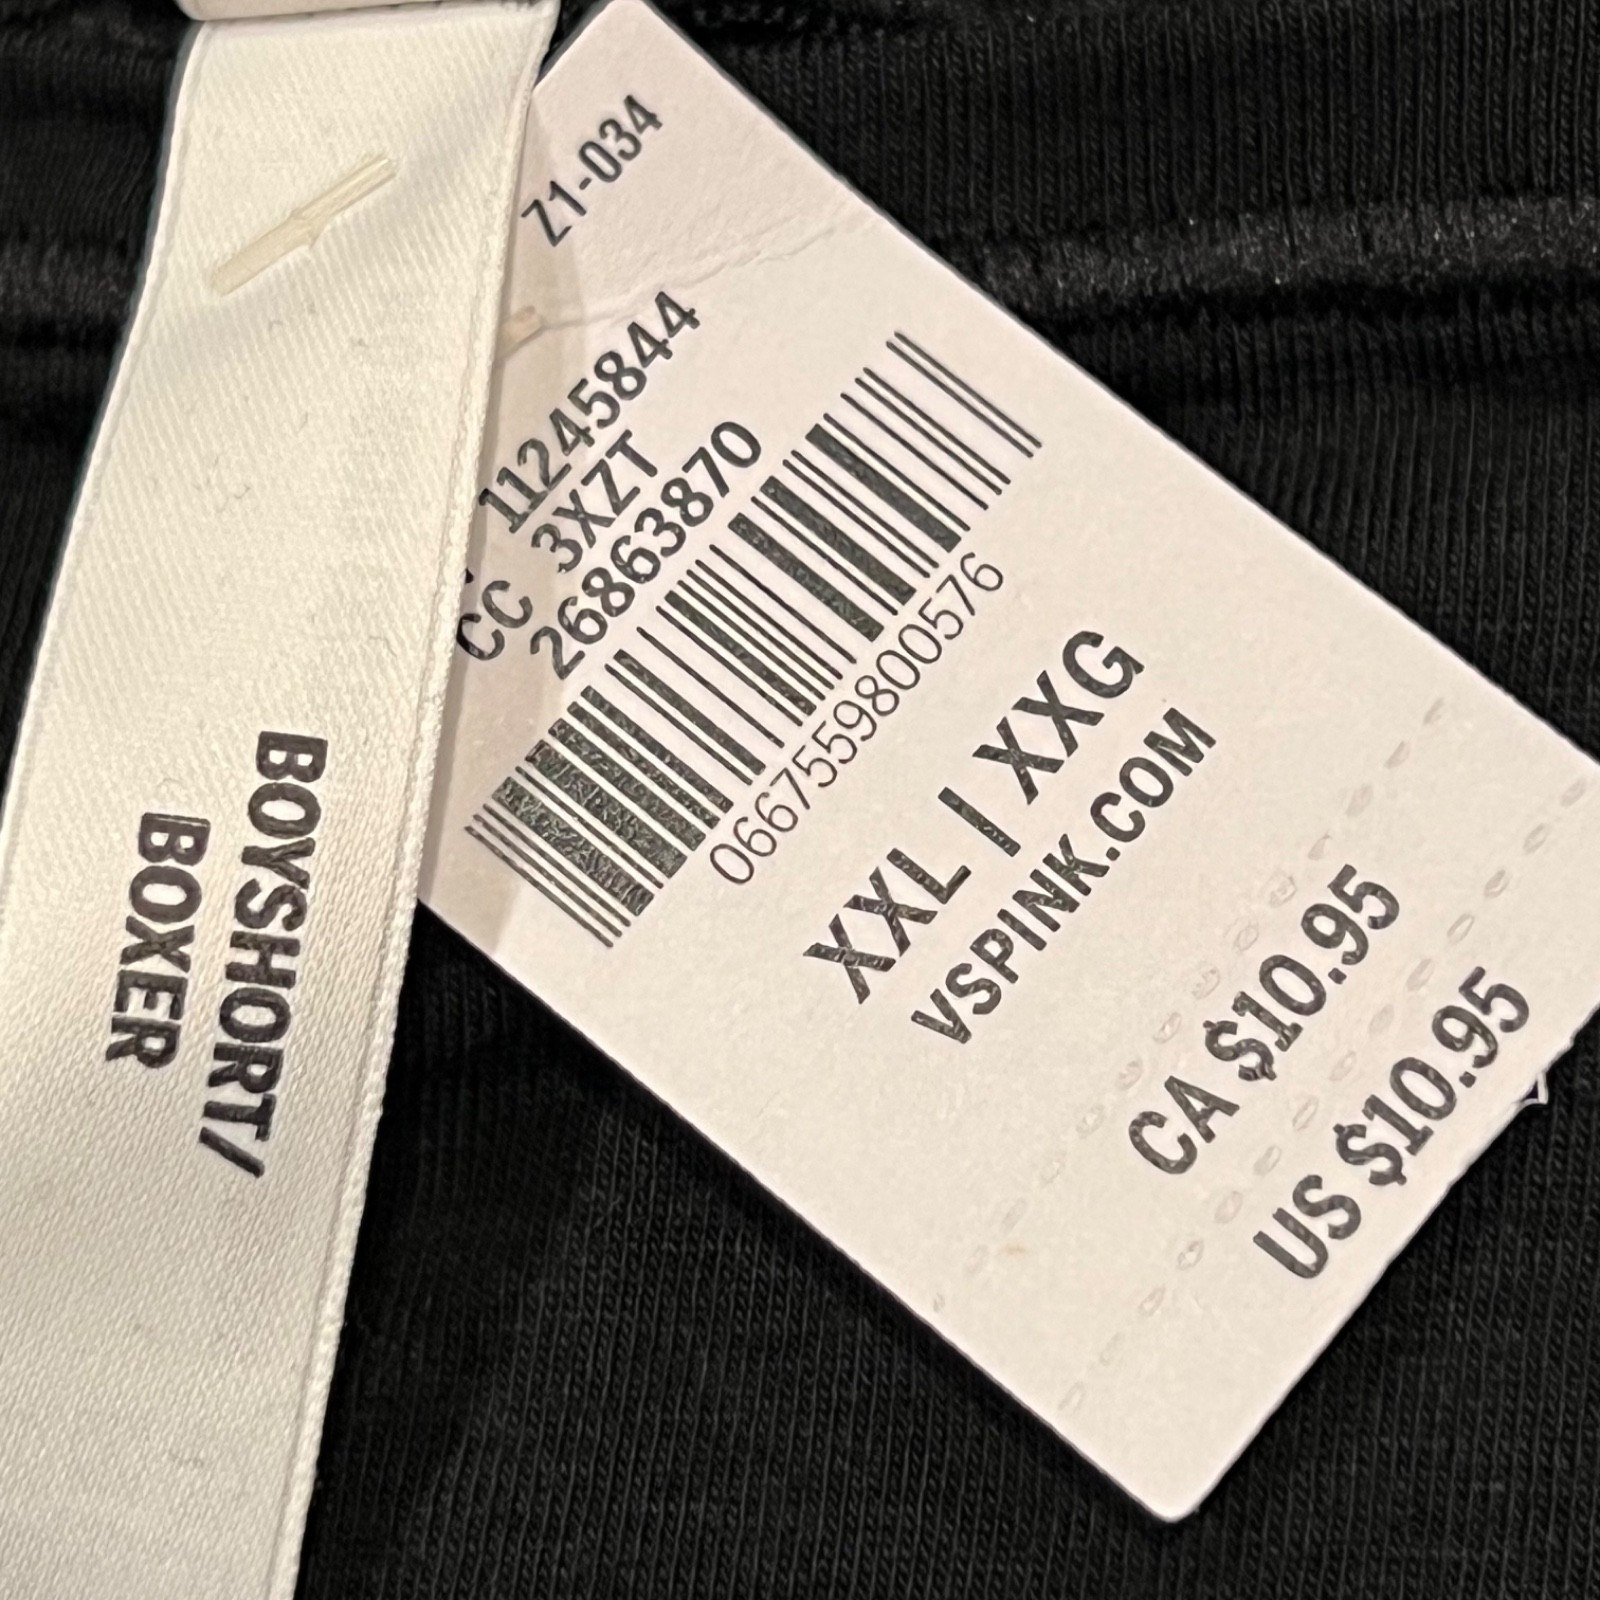 Z1-034
11245844
CC 3XZT
26863870
0667559800576
XXL | XXG
VSPINK.COM
CA $10.95
US $10.95
BOYSHORT/
BOXER